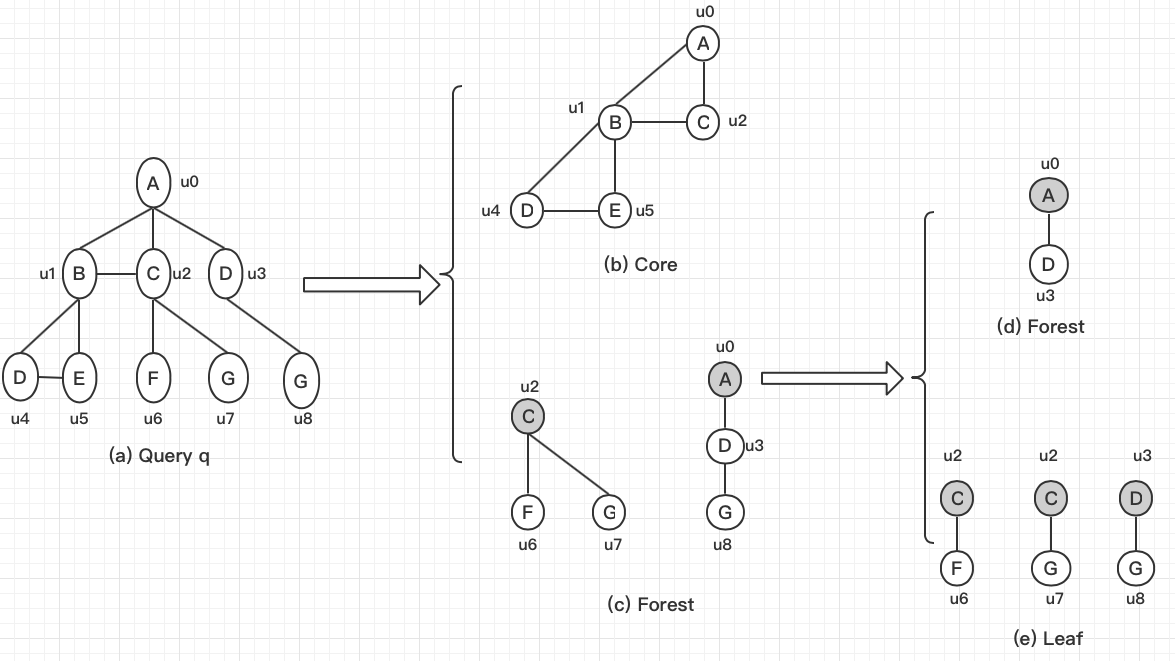 A u0
u1 B C u2 D u3
D E F G G
u4 u5 u6 u7 u8
(a) Query q
u0
A
u1 B C u2
u4 D E u5
(b) Core
u2
C
F G
u6 u7
u0
A
D u3
G
u8
(c) Forest
u0
A
D
u3
(d) Forest
u2 u2 u3
C C D
F G G
u6 u7 u8
(e) Leaf